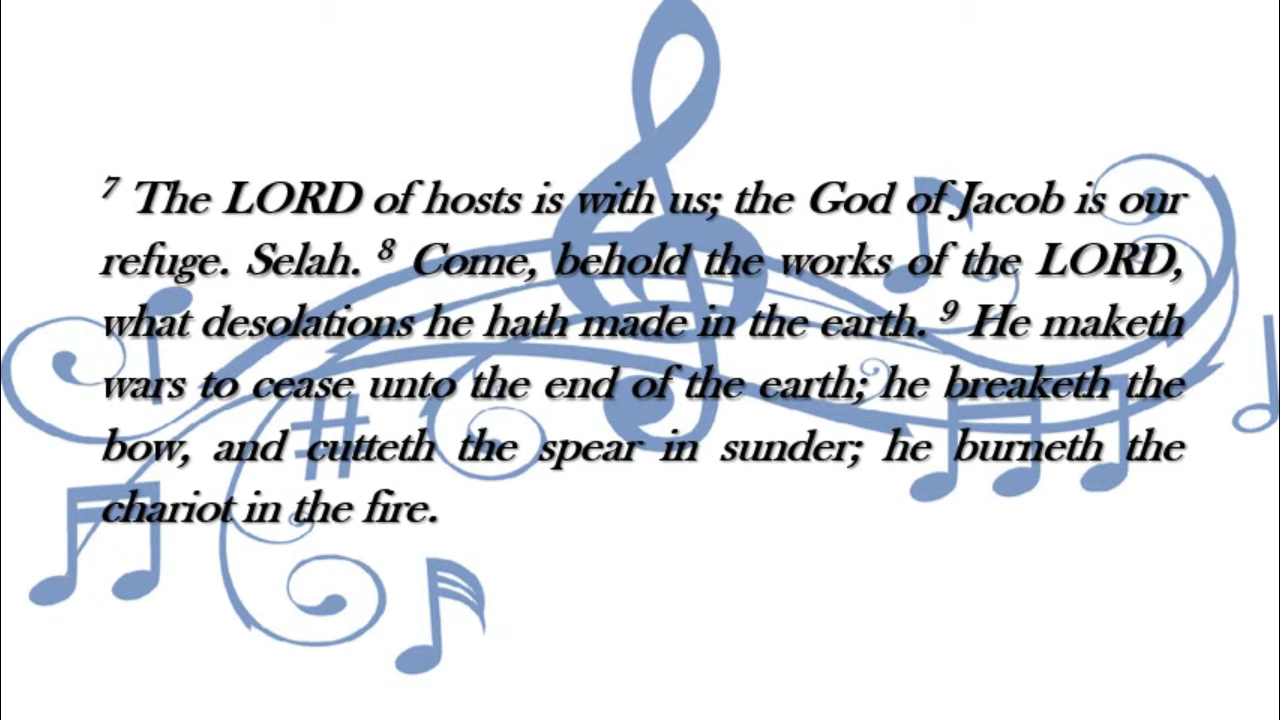 7 The LORD of hosts is with us; the God of Jacob is our
refuge. Selah. 8 Come, behold the works of the LORD,
what desolations he hath made in the earth. 9 He maketh
wars to cease unto the end of the earth; he breaketh the
bow, and cutteth the spear in sunder; he burneth the
chariot in the fire.